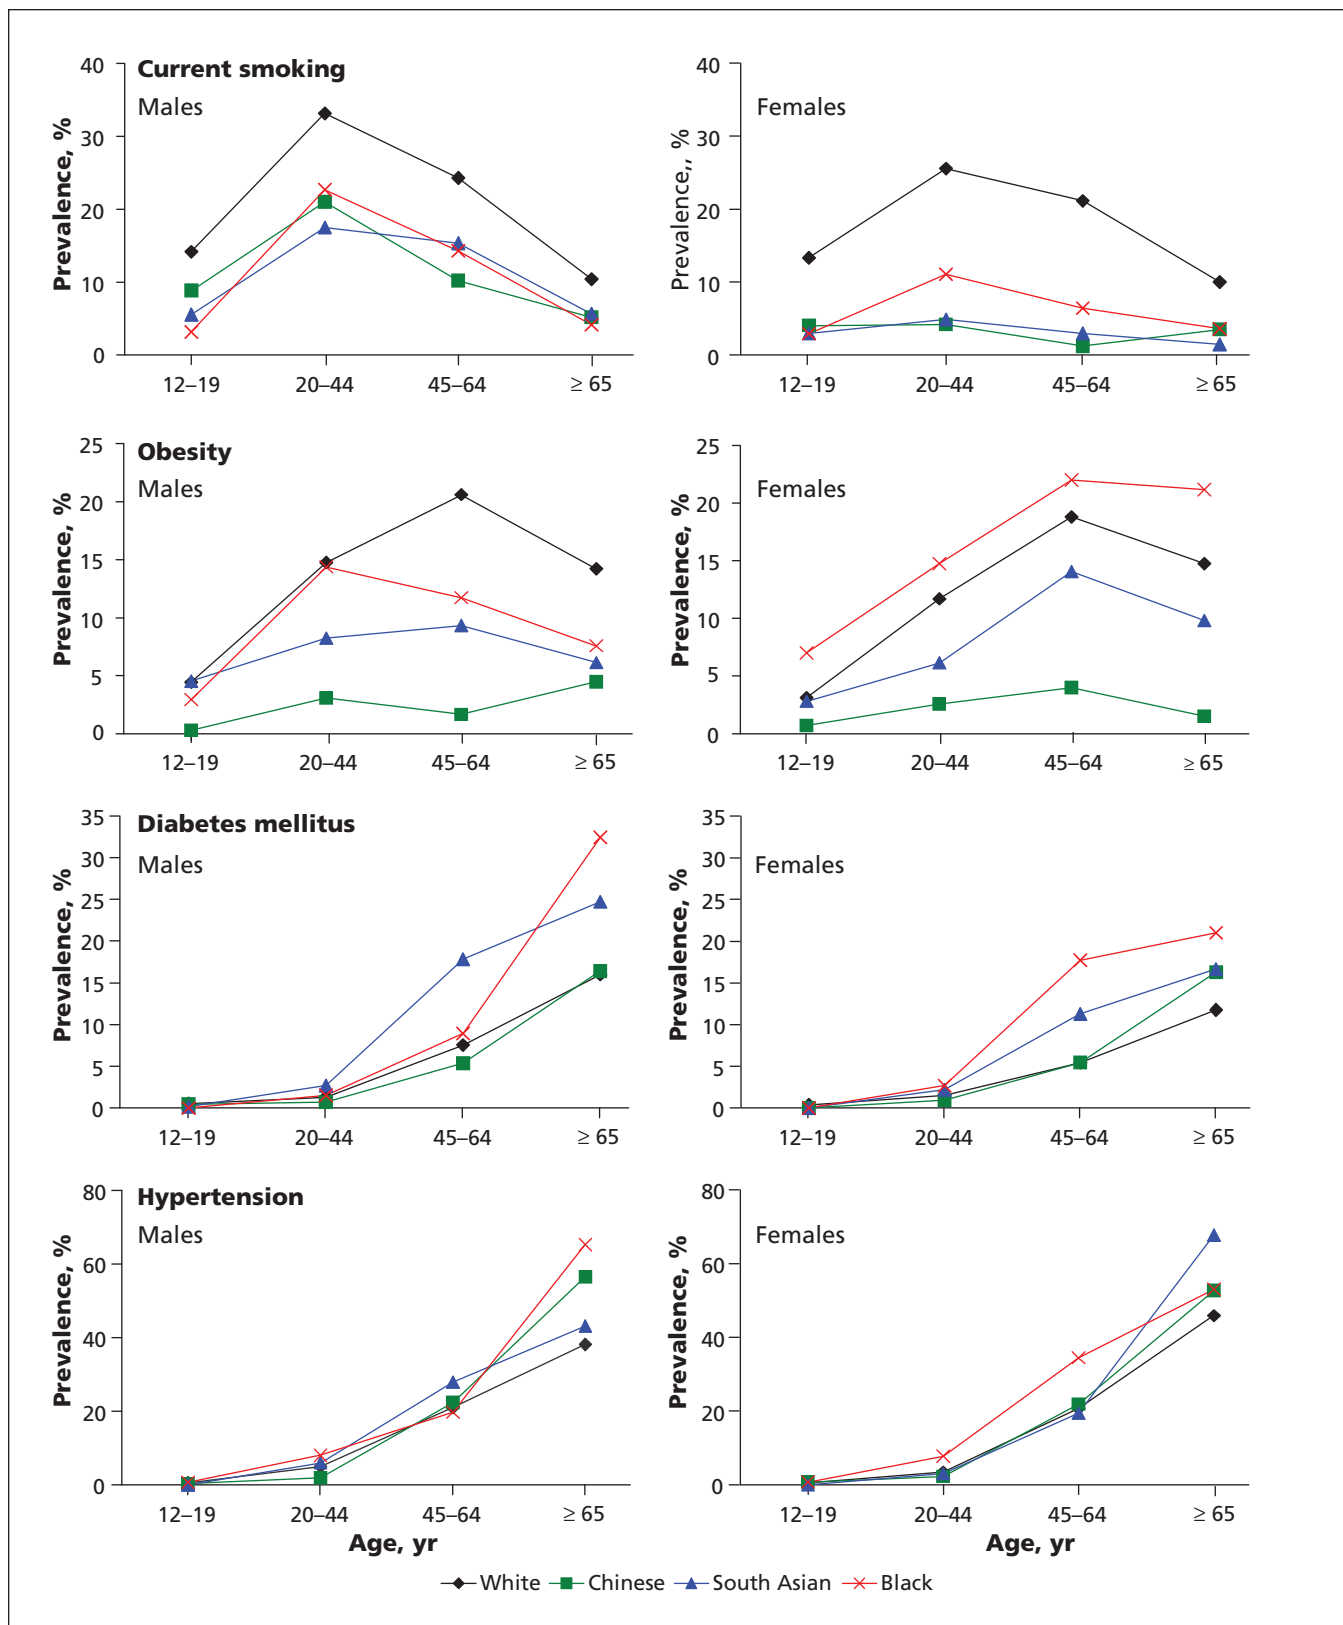 Current smoking
Males
Prevalence, %
40
30
20
10
0
12–19 20–44 45–64 ≥ 65
Females
Prevalence,, %
40
30
20
10
0
12–19 20–44 45–64 ≥ 65
Obesity
Males
Prevalence, %
25
20
15
10
5
0
12–19 20–44 45–64 ≥ 65
Females
Prevalence, %
25
20
15
10
5
0
12–19 20–44 45–64 ≥ 65
Diabetes mellitus
Males
Prevalence, %
35
30
25
20
15
10
5
0
12–19 20–44 45–64 ≥ 65
Females
Prevalence, %
35
30
25
20
15
10
5
0
12–19 20–44 45–64 ≥ 65
Hypertension
Males
Prevalence, %
80
60
40
20
0
12–19 20–44 45–64 ≥ 65
Age, yr
Females
Prevalence, %
80
60
40
20
0
12–19 20–44 45–64 ≥ 65
Age, yr
White Chinese South Asian Black